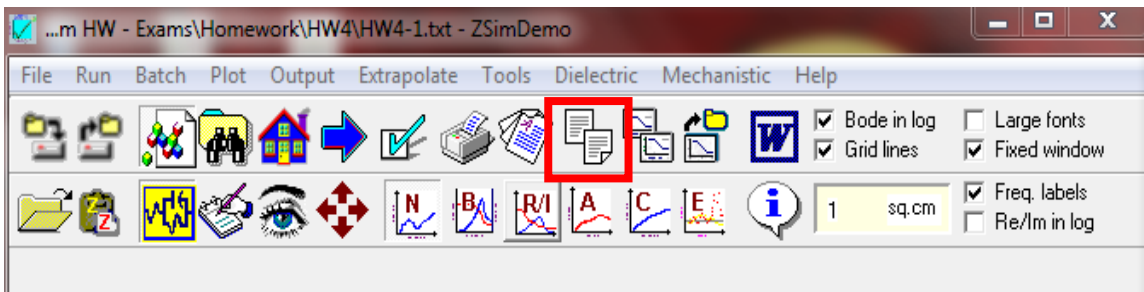 ...m HW - Exams\Homework\HW4\HW4-1.txt - ZSimDemo
File Run Batch Plot Output Extrapolate Tools Dielectric Mechanistic Help
W
Bode in log
Large fonts
Grid lines
Fixed window
Z
N
B
R/I
A
C
E
i
1 sq.cm
Freq. labels
Re/Im in log